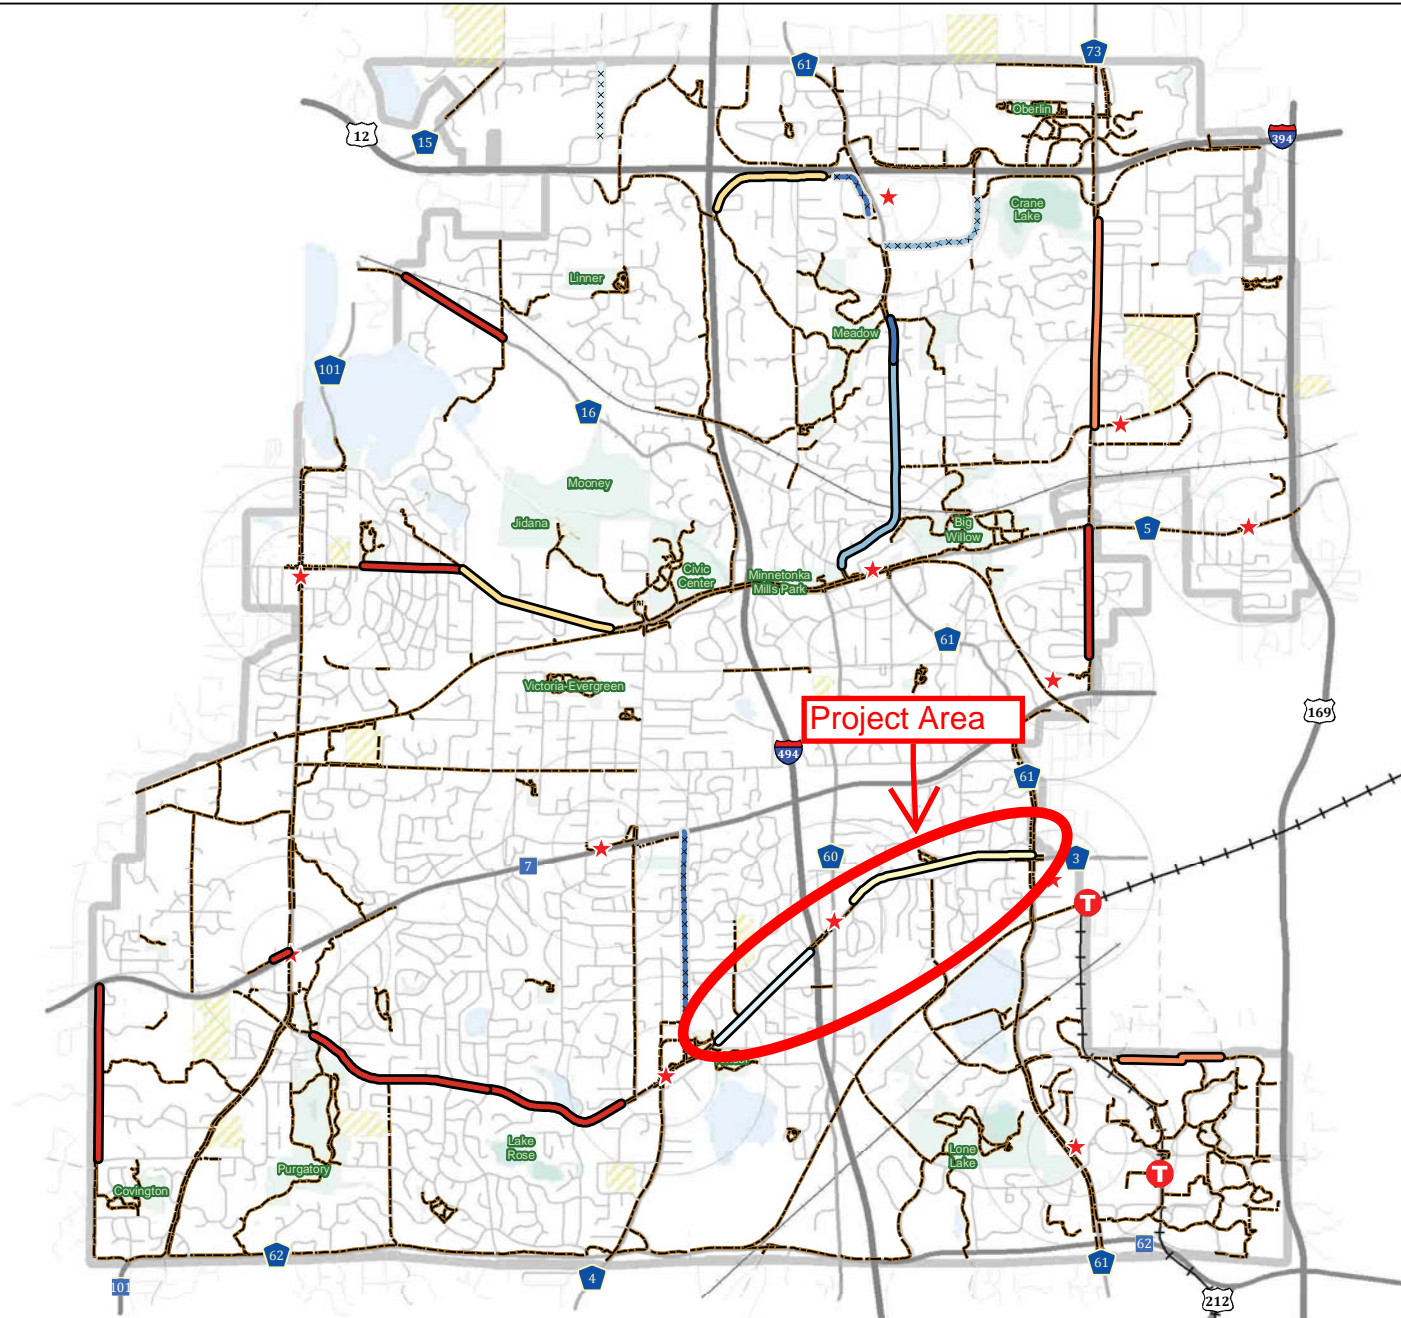 73
61
12
15
394
Oberlin
Crane
Lake
Linner
Meadow
101
16
Mooney
Jidana
Big
Willow
5
Civic
Center
Minnetonka
Mills Park
61
Victoria-Evergreen
Project Area
169
494
61
60
3
7
T
Lake
Rose
Lone
Lake
Purgatory
Covington
T
62
62
4
61
101
212